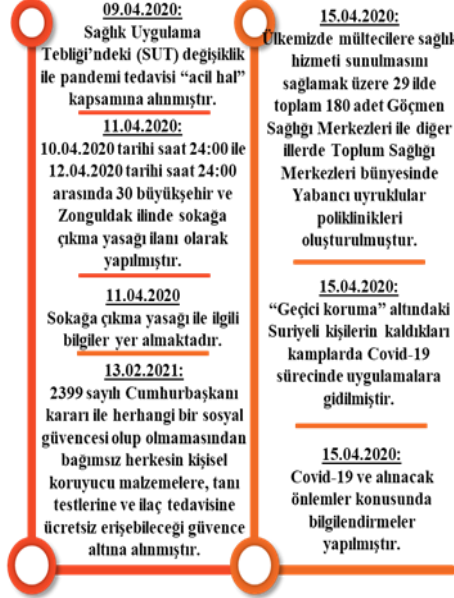 09.04.2020:
Sağlık Uygulama
Tebliği’ndeki (SUT) değişiklik
ile pandemi tedavisi “acil hal”
kapsamına alınmıştır.
11.04.2020:
10.04.2020 tarihi saat 24:00 ile
12.04.2020 tarihi saat 24:00
arasında 30 büyükşehir ve
Zonguldak ilinde sokağa
çıkma yasağı ilanı olarak
yapılmıştır.
11.04.2020
Sokağa çıkma yasağı ile ilgili
bilgiler yer almaktadır.
13.02.2021:
2399 sayılı Cumhurbaşkanı
kararı ile herhangi bir sosyal
güvencesi olup olmamasından
bağımsız herkesin kişisel
koruyucu malzemelere, tanı
testlerine ve ilaç tedavisine
ücretsiz erişebileceği güvence
altına alınmıştır.
15.04.2020:
Ülkemizde mültecilere sağlık
hizmeti sunulmasını
sağlamak üzere 29 ilde
toplam 180 adet Göçmen
Sağlığı Merkezleri ile diğer
illerde Toplum Sağlığı
Merkezleri bünyesinde
Yabancı uyruklular
poliklinikleri
oluşturulmuştur.
15.04.2020:
“Geçici koruma” altındaki
Suriyeli kişilerin kaldıkları
kamplarda Covid-19
sürecinde uygulamalara
gidilmiştir.
15.04.2020:
Covid-19 ve alınacak
önlemler konusunda
bilgilendirmeler
yapılmıştır.